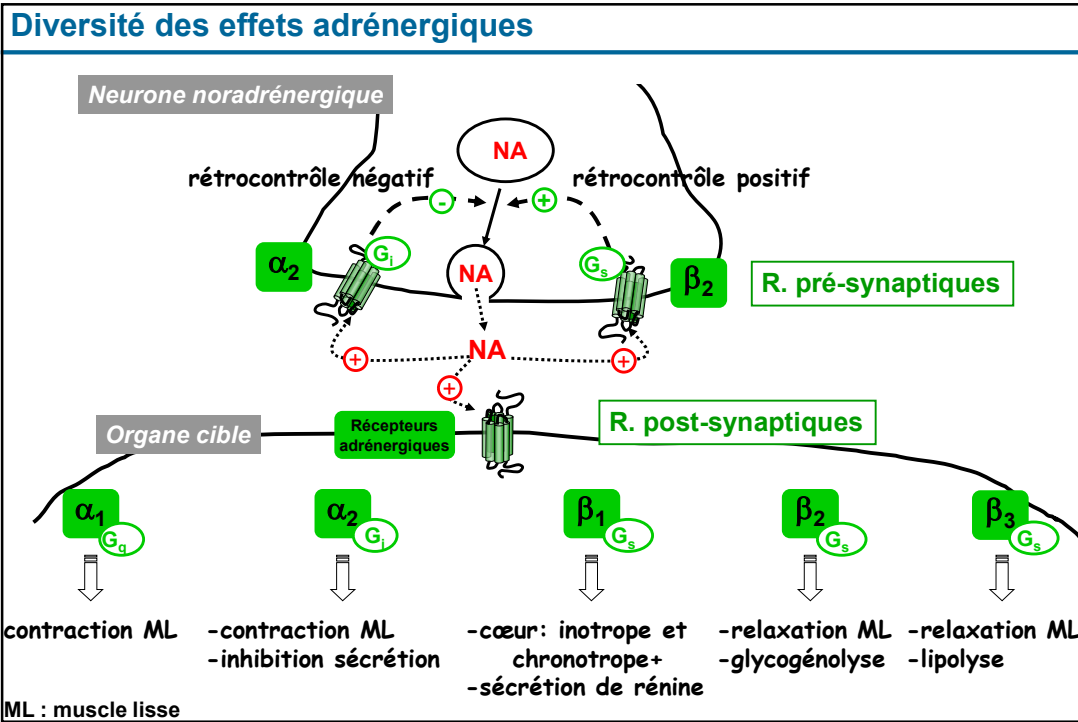 Diversité des effets adrénergiques
Neurone noradrénergique
NA
rétrocontrôle négatif
rétrocontrôle positif
-
+
α2
Gi
NA
Gs
β2
R. pré-synaptiques
+
NA
+
+
Organe cible
Récepteurs
adrénergiques
R. post-synaptiques
α1
Gq
α2
Gi
β1
Gs
β2
Gs
β3
Gs
contraction ML
-contraction ML
-inhibition sécrétion
-cœur: inotrope et
chronotrope+
-sécrétion de rénine
-relaxation ML
-glycogénolyse
-relaxation ML
-lipolyse
ML : muscle lisse